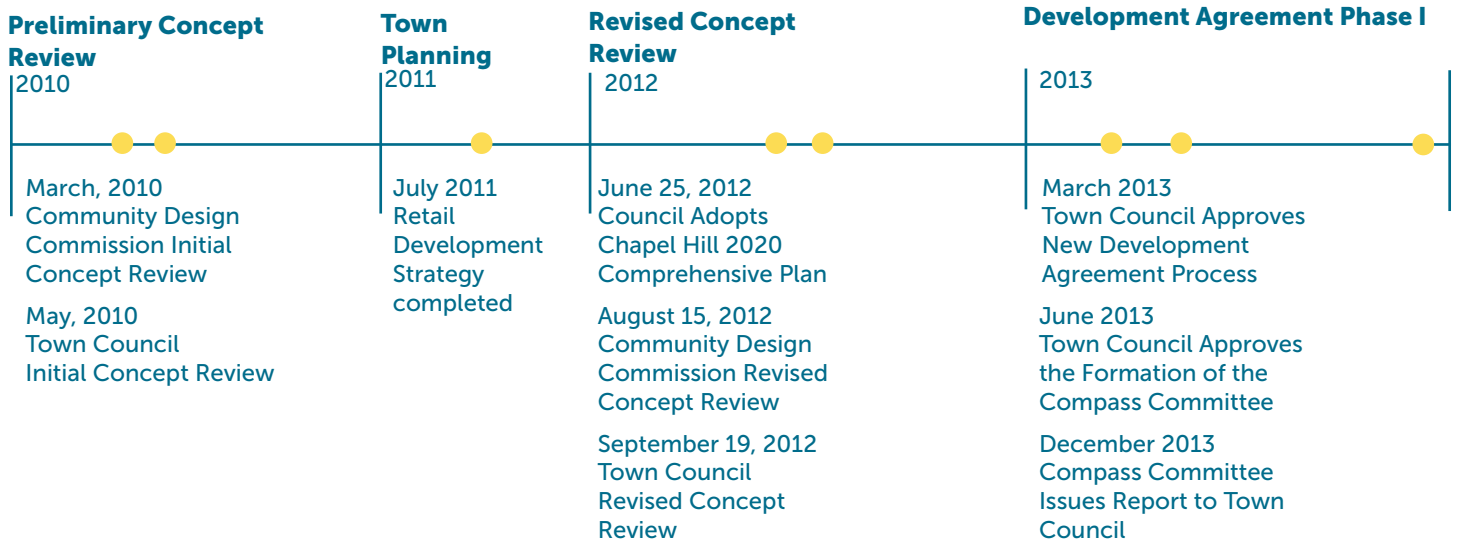 Preliminary Concept
Review
2010
March, 2010
Community Design
Commission Initial
Concept Review
May, 2010
Town Council
Initial Concept Review
Town
Planning
2011
July 2011
Retail
Development
Strategy
completed
Revised Concept
Review
2012
June 25, 2012
Council Adopts
Chapel Hill 2020
Comprehensive Plan
August 15, 2012
Community Design
Commission Revised
Concept Review
September 19, 2012
Town Council
Revised Concept
Review
Development Agreement Phase I
2013
March 2013
Town Council Approves
New Development
Agreement Process
June 2013
Town Council Approves
the Formation of the
Compass Committee
December 2013
Compass Committee
Issues Report to Town
Council